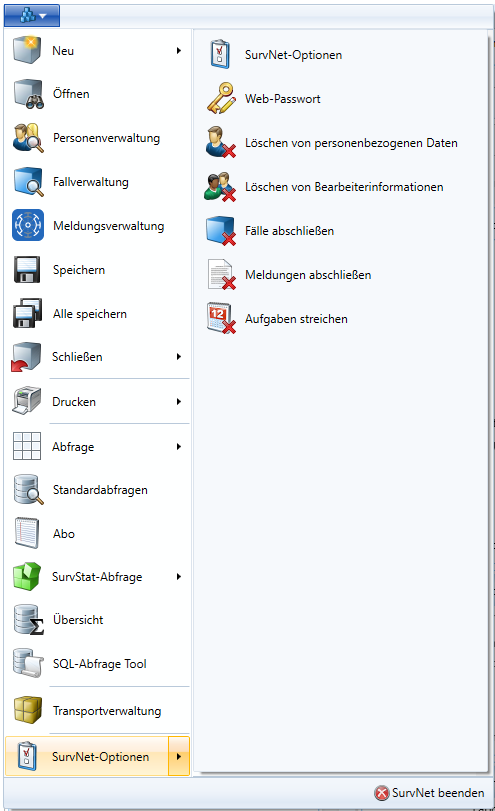 Neu
Öffnen
Personenverwaltung
Fallverwaltung
Meldungsverwaltung
Speichern
Alle speichern
Schließen
Drucken
Abfrage
Standardabfragen
Abo
SurvStat-Abfrage
Übersicht
SQL-Abfrage Tool
Transportverwaltung
SurvNet-Optionen
SurvNet-Optionen
Web-Passwort
Löschen von personenbezogenen Daten
Löschen von Bearbeiterinformationen
Fälle abschließen
Meldungen abschließen
12
Aufgaben streichen
SurvNet beenden